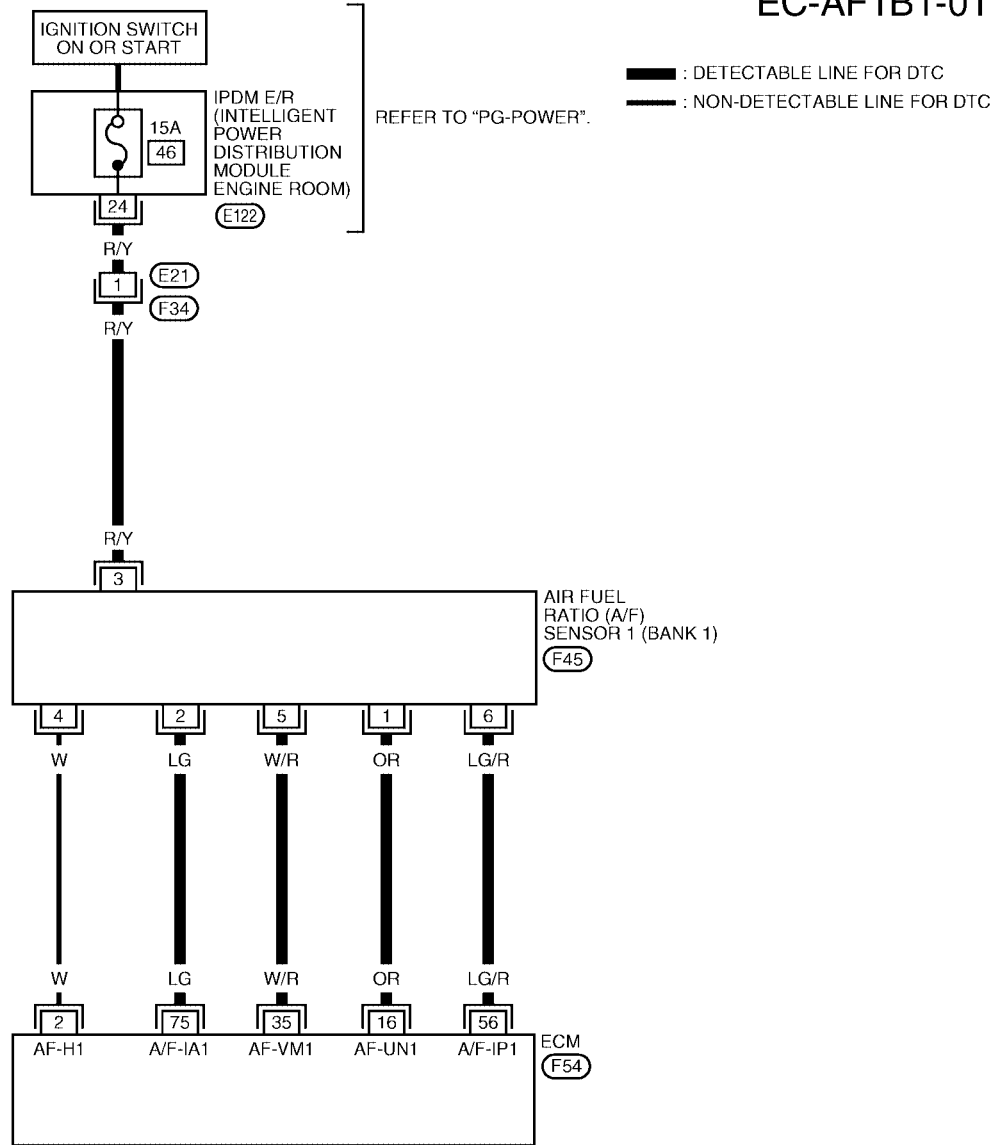 EC-AF1B1-01
IGNITION SWITCH
ON OR START
: DETECTABLE LINE FOR DTC
: NON-DETECTABLE LINE FOR DTC
15A
46
IPDM E/R
(INTELLIGENT
POWER
DISTRIBUTION
MODULE
ENGINE ROOM)
E122
REFER TO “PG-POWER”.
24
R/Y
1
E21
F34
R/Y
R/Y
3
AIR FUEL
RATIO (A/F)
SENSOR 1 (BANK 1)
F45
4 2 5 1 6
W LG W/R OR LG/R
W LG W/R OR LG/R
2 75 35 16 56
AF-H1 A/F-IA1 AF-VM1 AF-UN1 A/F-IP1
ECM
F54